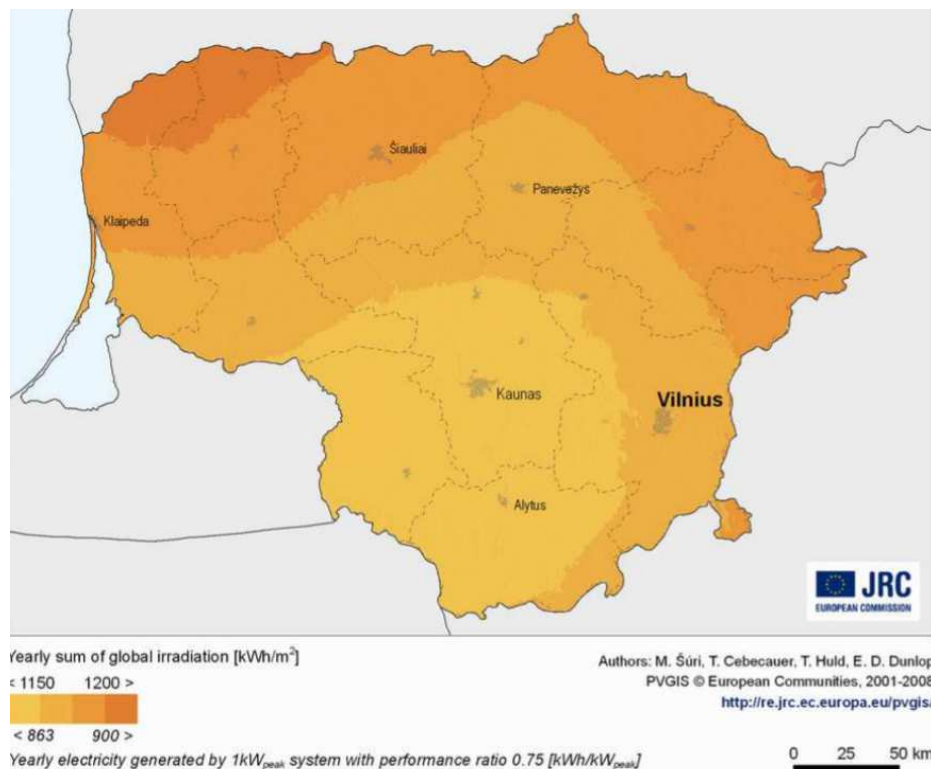 Šiauliai
Panevėžys
Klaipeda
Kaunas
Vilnius
Alytus
JRC
EUROPEAN COMMISSION
Yearly sum of global irradiation [kWh/m²]
< 1150 1200 >
< 863 900 >
Yearly electricity generated by 1kWpeak system with performance ratio 0.75 [kWh/kWpeak]
Authors: M. Šúri, T. Cebecauer, T. Huld, E. D. Dunlop
PVGIS © European Communities, 2001-2008
http://re.jrc.ec.europa.eu/pvgis/
0 25 50 km